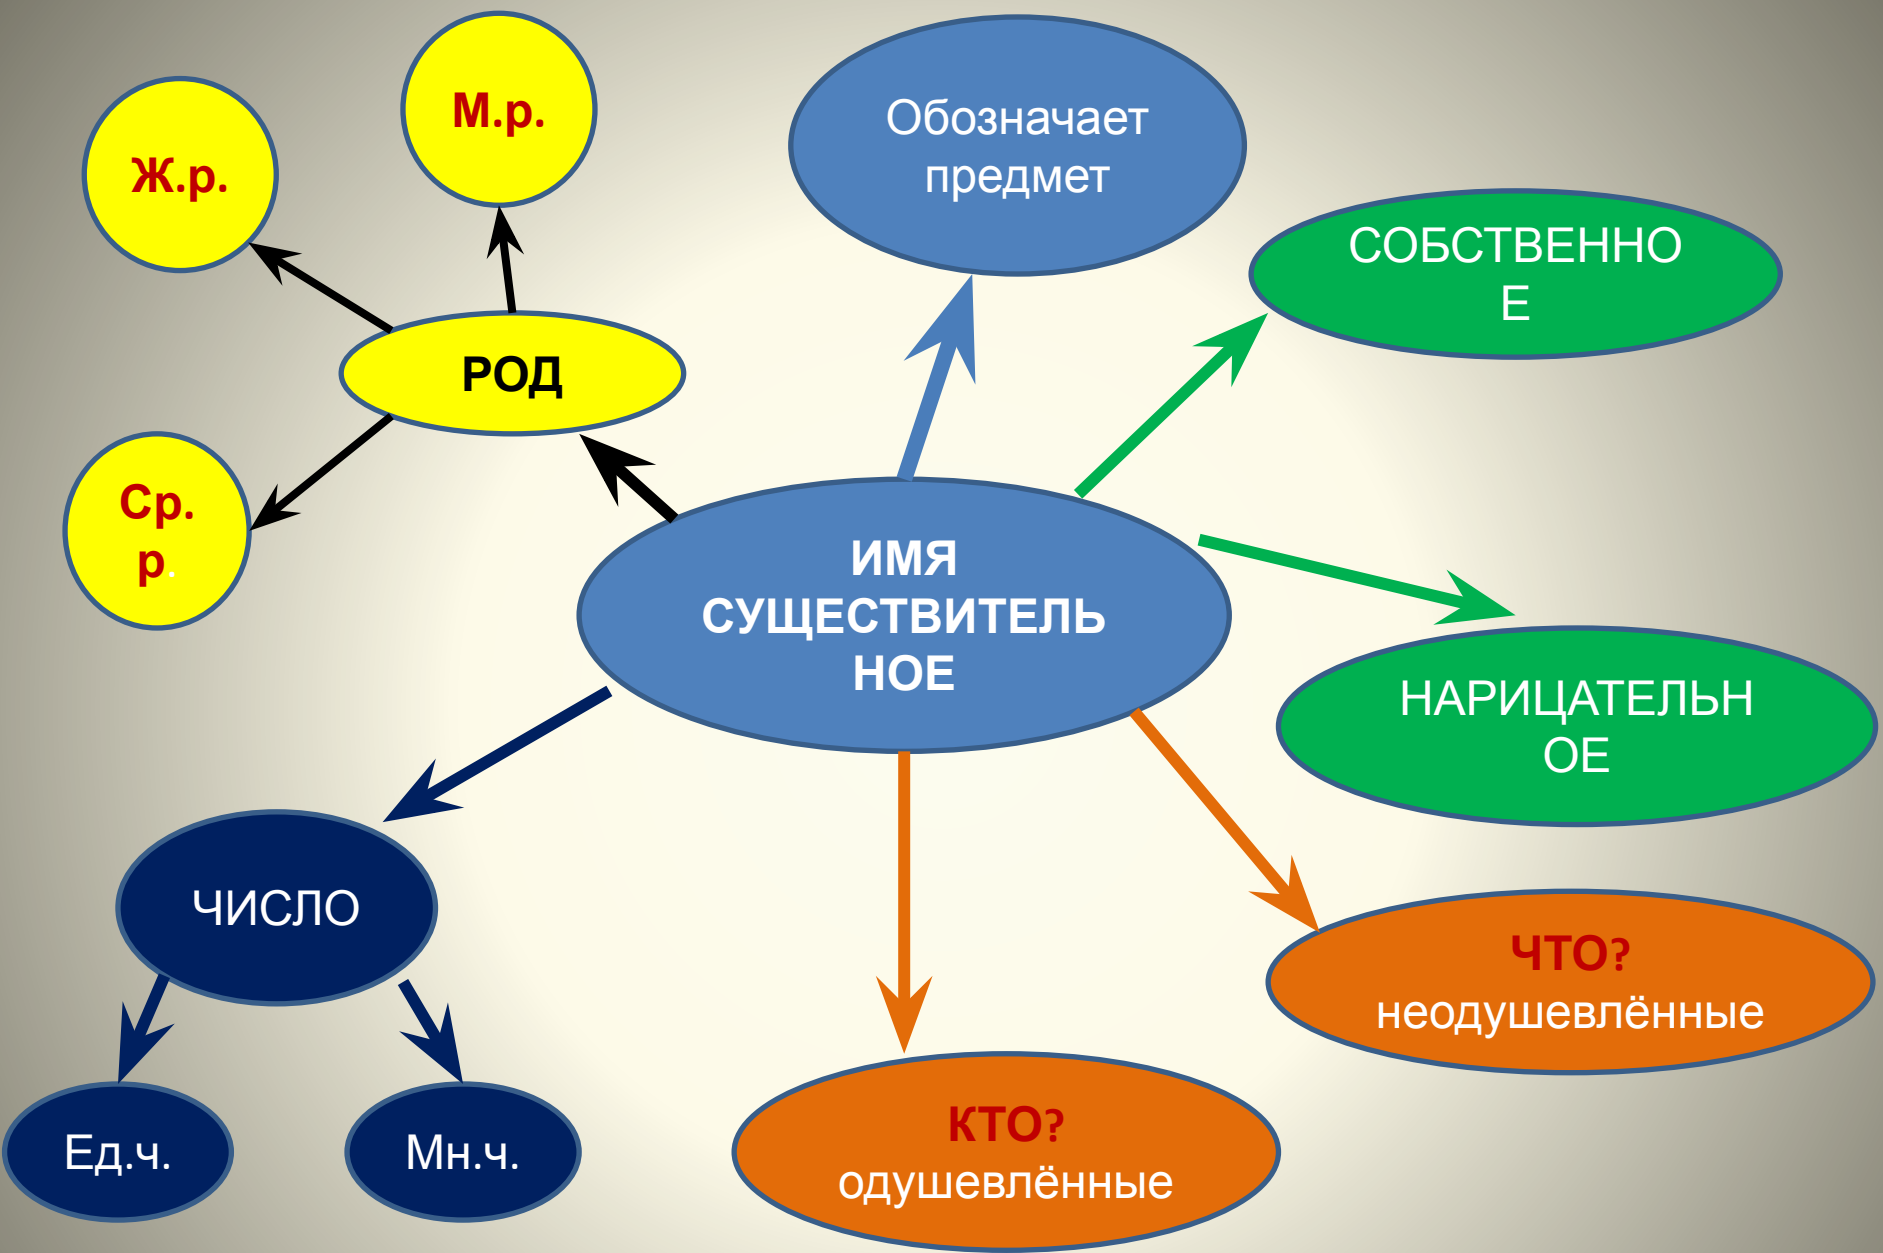 М.р.
Ж.р.
Обозначает
предмет
СОБСТВЕННО
Е
РОД
Ср.
р.
ИМЯ
СУЩЕСТВИТЕЛЬ
НОЕ
НАРИЦАТЕЛЬН
ОЕ
ЧИСЛО
ЧТО?
неодушевлённые
Ед.ч.
Мн.ч.
КТО?
одушевлённые